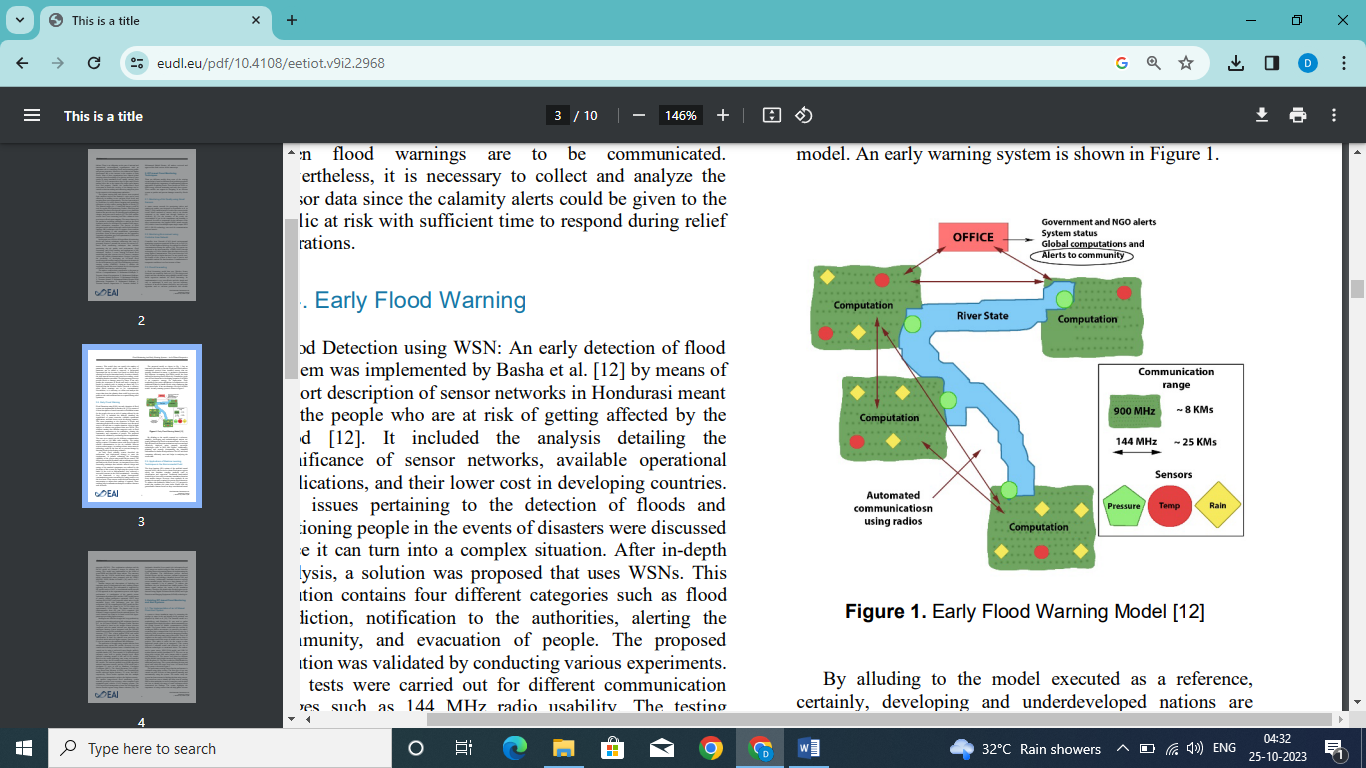 This is a title
eudl.eu/pdf/10.4108/eetiot.v9i2.2968
This is a title
3 / 10
146%
2
3
4
EAI
EAI
EAI
en flood warnings are to be communicated.
vertheless, it is necessary to collect and analyze the
sor data since the calamity alerts could be given to the
lic at risk with sufficient time to respond during relief
rations.
. Early Flood Warning
od Detection using WSN: An early detection of flood
em was implemented by Basha et al. [12] by means of
ort description of sensor networks in Hondurasi meant
the people who are at risk of getting affected by the
d [12]. It included the analysis detailing the
nificance of sensor networks, available operational
lications, and their lower cost in developing countries.
issues pertaining to the detection of floods and
tioning people in the events of disasters were discussed
e it can turn into a complex situation. After in-depth
lysis, a solution was proposed that uses WSNs. This
ution contains four different categories such as flood
diction, notification to the authorities, alerting the
mmunity, and evacuation of people. The proposed
ution was validated by conducting various experiments.
tests were carried out for different communication
ges such as 144 MHz radio usability. The testing
model. An early warning system is shown in Figure 1.
OFFICE
Government and NGO alerts
System status
Global computations and
Alerts to community
Computation
River State
Computation
Computation
Computation
Automated
communicatiosn
using radios
Communication
range
900 MHz ~ 8 KMs
144 MHz ~ 25 KMs
Sensors
Pressure Temp Rain
Figure 1. Early Flood Warning Model [12]
By alluding to the model executed as a reference,
certainly, developing and underdeveloped nations are
Type here to search
32°C Rain showers
ENG
04:32
25-10-2023
1
D
D
W